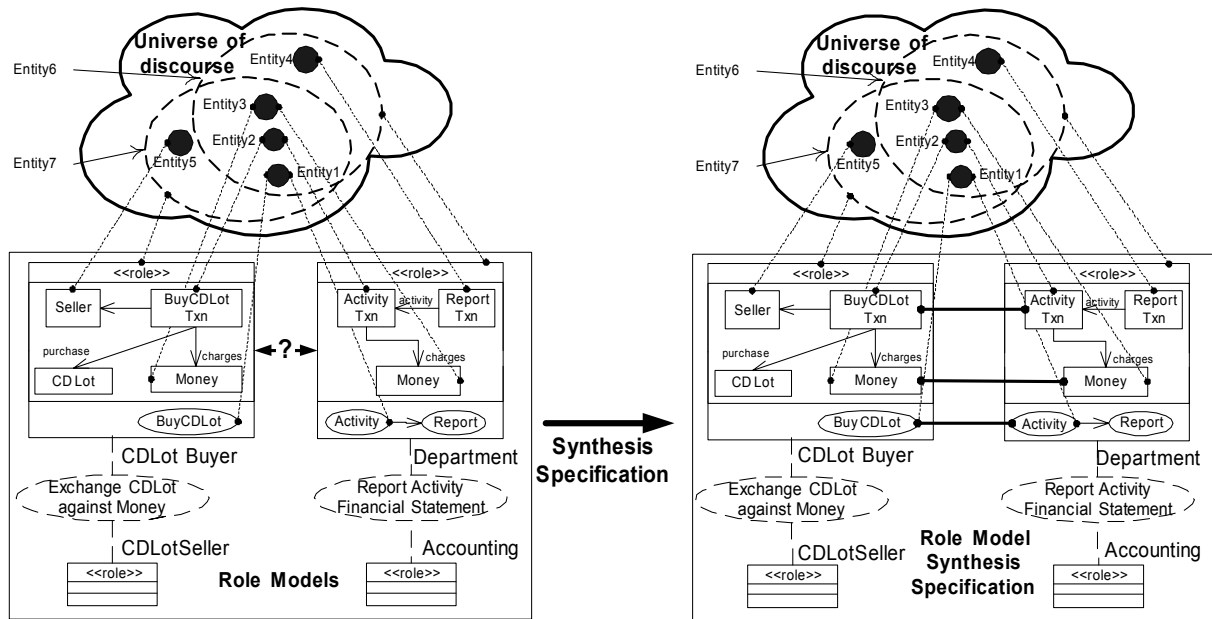 Universe of
discourse
Entity4
Entity6
Entity3
Entity2
Entity7
Entity5
Entity1
<<role>>
<<role>>
Seller
BuyCDLot
Txn
Activity
Txn
activity
Report
Txn
purchase
charges
?
charges
CD Lot
Money
Money
BuyCDLot
Activity
Report
CDLot Buyer
Department
Exchange CDLot
against Money
Report Activity
Financial Statement
CDLotSeller
Accounting
<<role>>
Role Models
<<role>>
Synthesis
Specification
Universe of
discourse
Entity4
Entity6
Entity3
Entity2
Entity7
Entity5
Entity1
<<role>>
<<role>>
Seller
BuyCDLot
Txn
Activity
Txn
activity
Report
Txn
purchase
charges
charges
CD Lot
Money
Money
BuyCDLot
Activity
Report
CDLot Buyer
Department
Exchange CDLot
against Money
Report Activity
Financial Statement
CDLotSeller
Role Model
Synthesis
Specification
Accounting
<<role>>
<<role>>